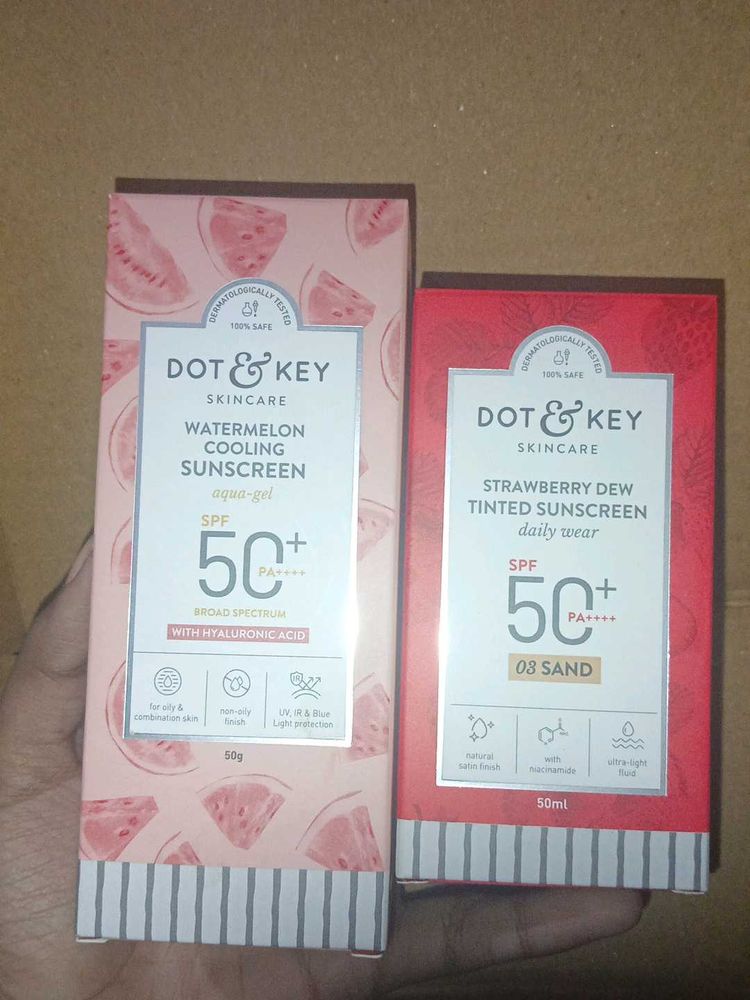 DERMATOLOGICALLY TESTED
100% SAFE
DOT & KEY
SKINCARE
WATERMELON
COOLING
SUNSCREEN
aqua-gel
SPF
50+
PA++++
BROAD SPECTRUM
WITH HYALURONIC ACID
for oily &
combination skin
non-oily
finish
IR
UV, IR & Blue
Light protection
50g
DERMATOLOGICALLY TESTED
100% SAFE
DOT & KEY
SKINCARE
STRAWBERRY DEW
TINTED SUNSCREEN
daily wear
SPF
50+
PA++++
03 SAND
natural
satin finish
with
niacinamide
ultra-light
fluid
50ml